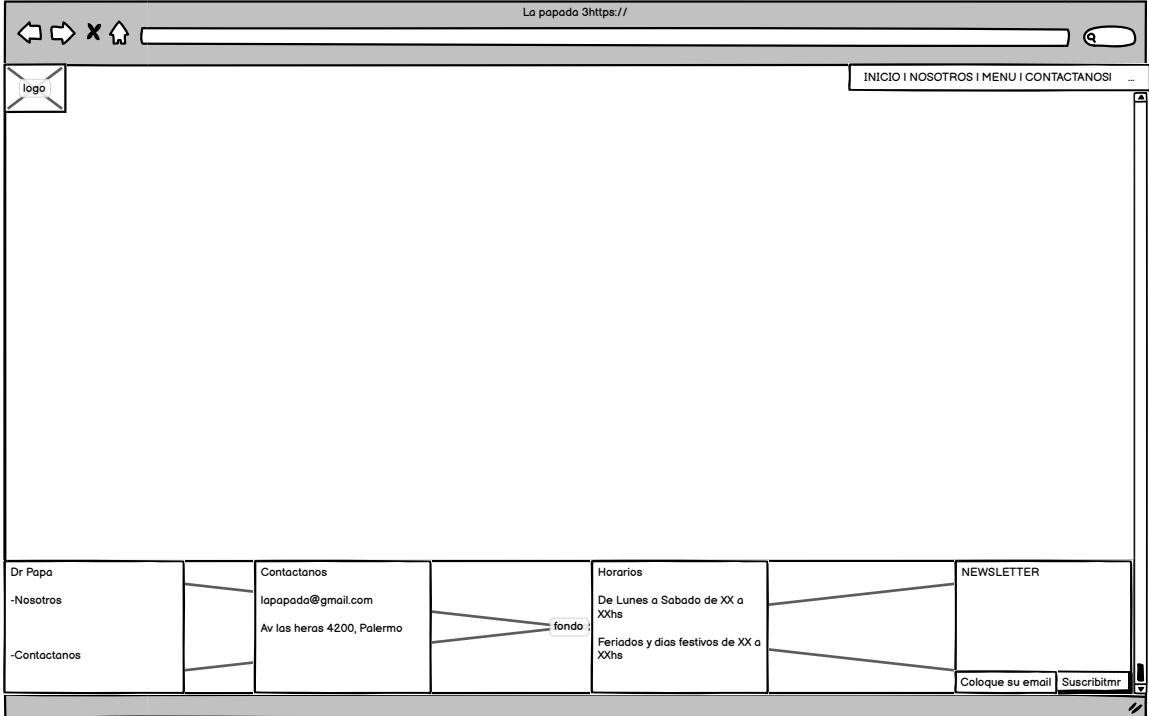 La papada 3https://
logo
INICIO I NOSOTROS I MENU I CONTACTANOSI ...
Dr Papa
-Nosotros
-Contactanos
Contactanos
lapapada@gmail.com
Av las heras 4200, Palermo
fondo
Horarios
De Lunes a Sabado de XX a
XXhs
Feriados y dias festivos de XX a
XXhs
NEWSLETTER
Coloque su email
Suscribitmr